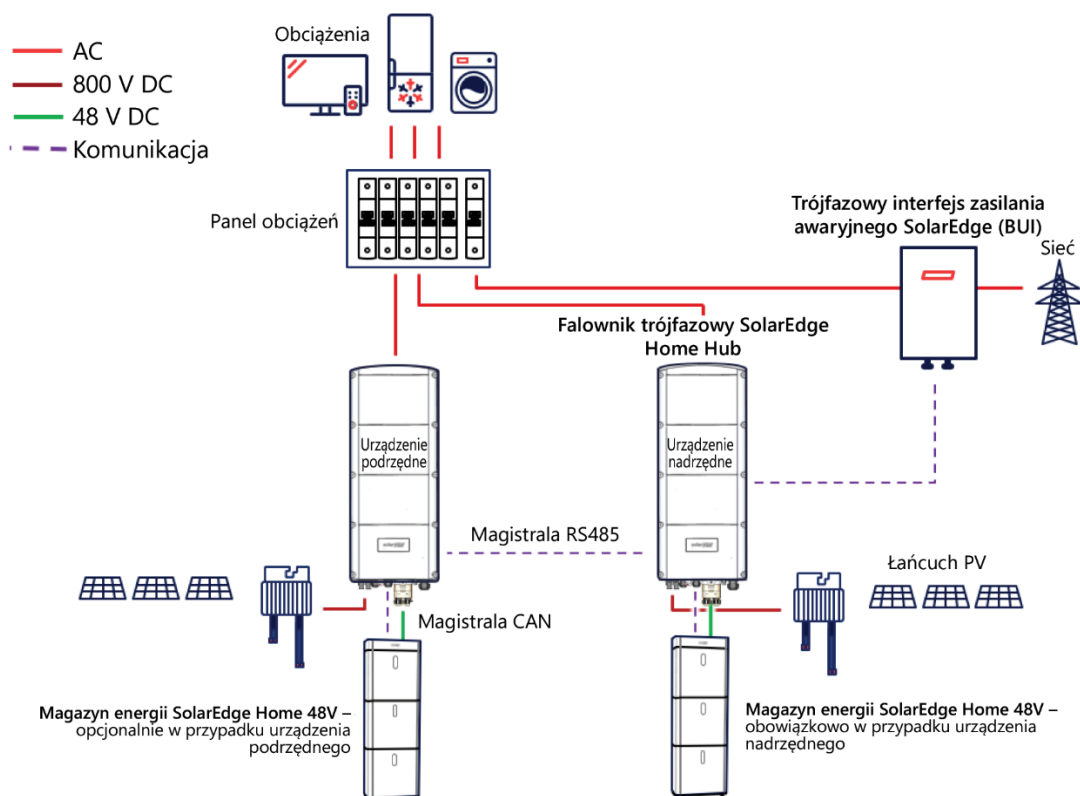 Obciążenia
AC
800 V DC
48 V DC
Komunikacja
Panel obciążeń
Trójfazowy interfejs zasilania
awaryjnego SolarEdge (BUI)
Sieć
Falownik trójfazowy SolarEdge
Home Hub
Urządzenie
podrzędne
Urządzenie
nadrzędne
Magistrala RS485
Łańcuch PV
Magistrala CAN
Magazyn energii SolarEdge Home 48V –
opcjonalnie w przypadku urządzenia
podrzędnego
Magazyn energii SolarEdge Home 48V –
obowiązkowo w przypadku urządzenia
nadrzędnego